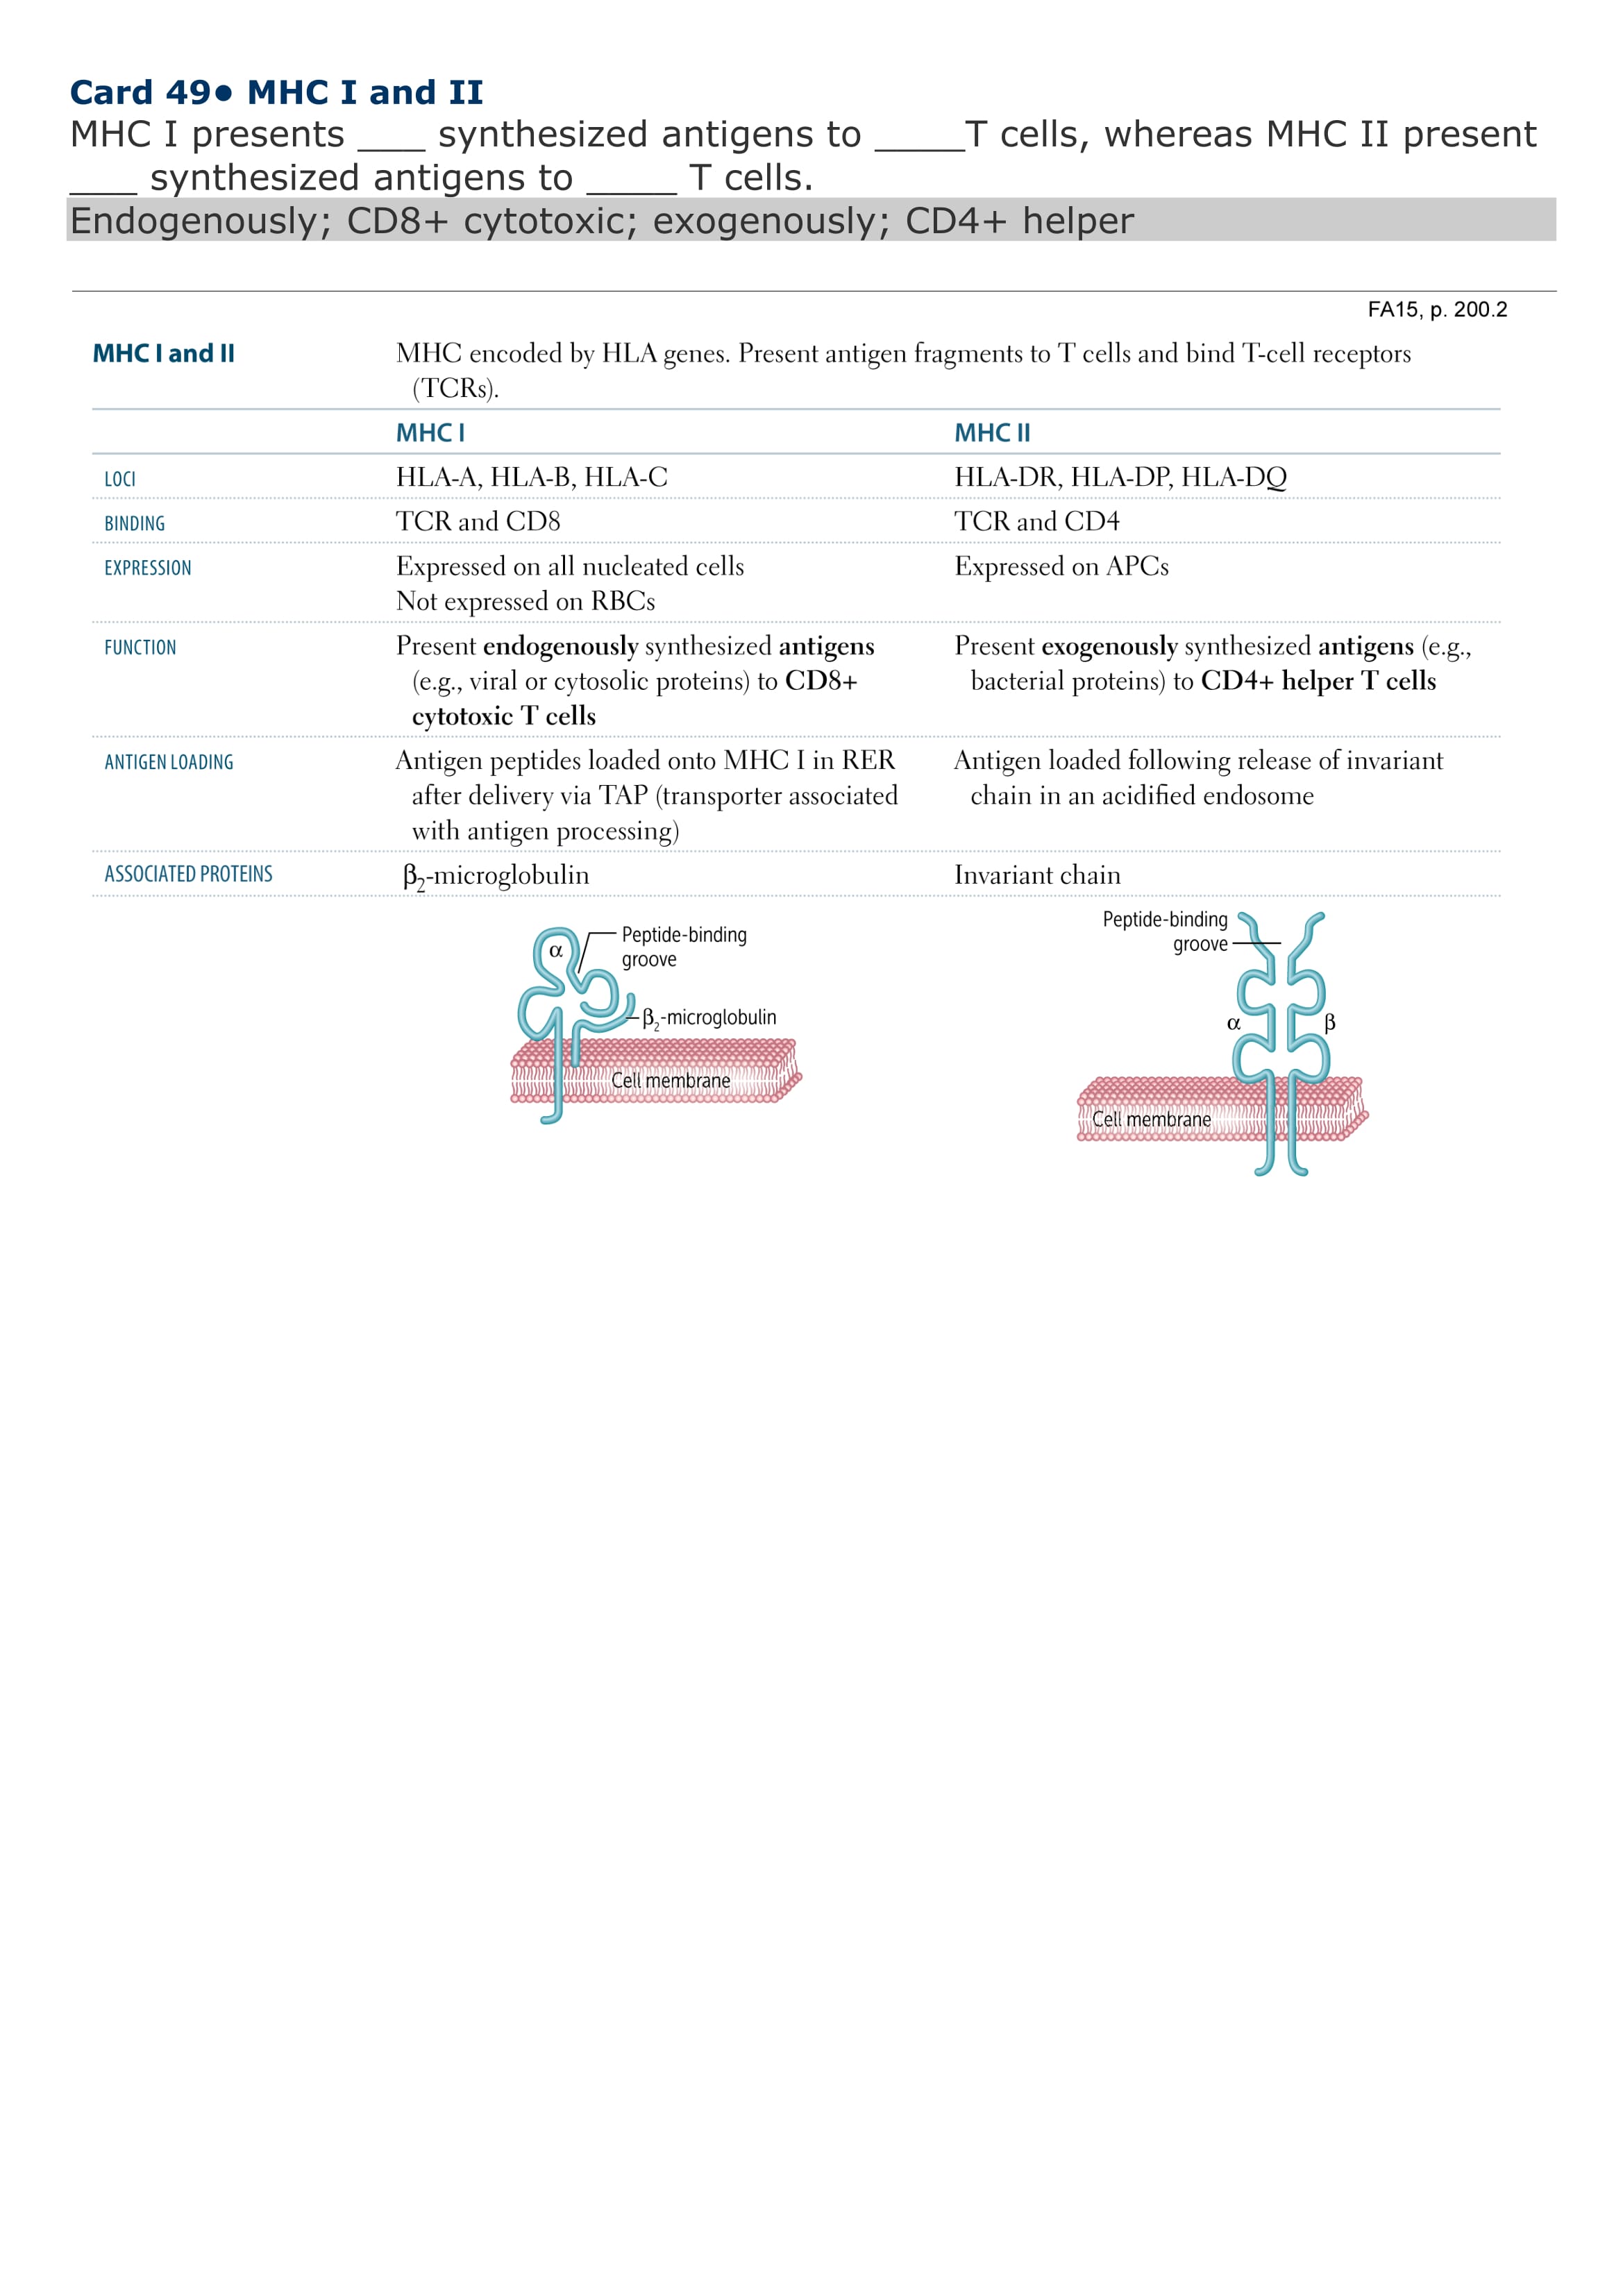 Card 49● MHC I and II
MHC I presents ___ synthesized antigens to ____T cells, whereas MHC II present
___ synthesized antigens to ____ T cells.
Endogenously; CD8+ cytotoxic; exogenously; CD4+ helper
FA15, p. 200.2
MHC I and II MHC encoded by HLA genes. Present antigen fragments to T cells and bind T-cell receptors
(TCRs).
MHC I MHC II
LOCI HLA-A, HLA-B, HLA-C HLA-DR, HLA-DP, HLA-DQ
BINDING TCR and CD8 TCR and CD4
EXPRESSION Expressed on all nucleated cells Expressed on APCs
Not expressed on RBCs
FUNCTION Present endogenously synthesized antigens Present exogenously synthesized antigens (e.g.,
(e.g., viral or cytosolic proteins) to CD8+ bacterial proteins) to CD4+ helper T cells
cytotoxic T cells
ANTIGEN LOADING Antigen peptides loaded onto MHC I in RER Antigen loaded following release of invariant
after delivery via TAP (transporter associated chain in an acidified endosome
with antigen processing)
ASSOCIATED PROTEINS β2-microglobulin Invariant chain
α
Peptide-binding
groove
β2-microglobulin
Cell membrane
Peptide-binding
groove
α β
Cell membrane